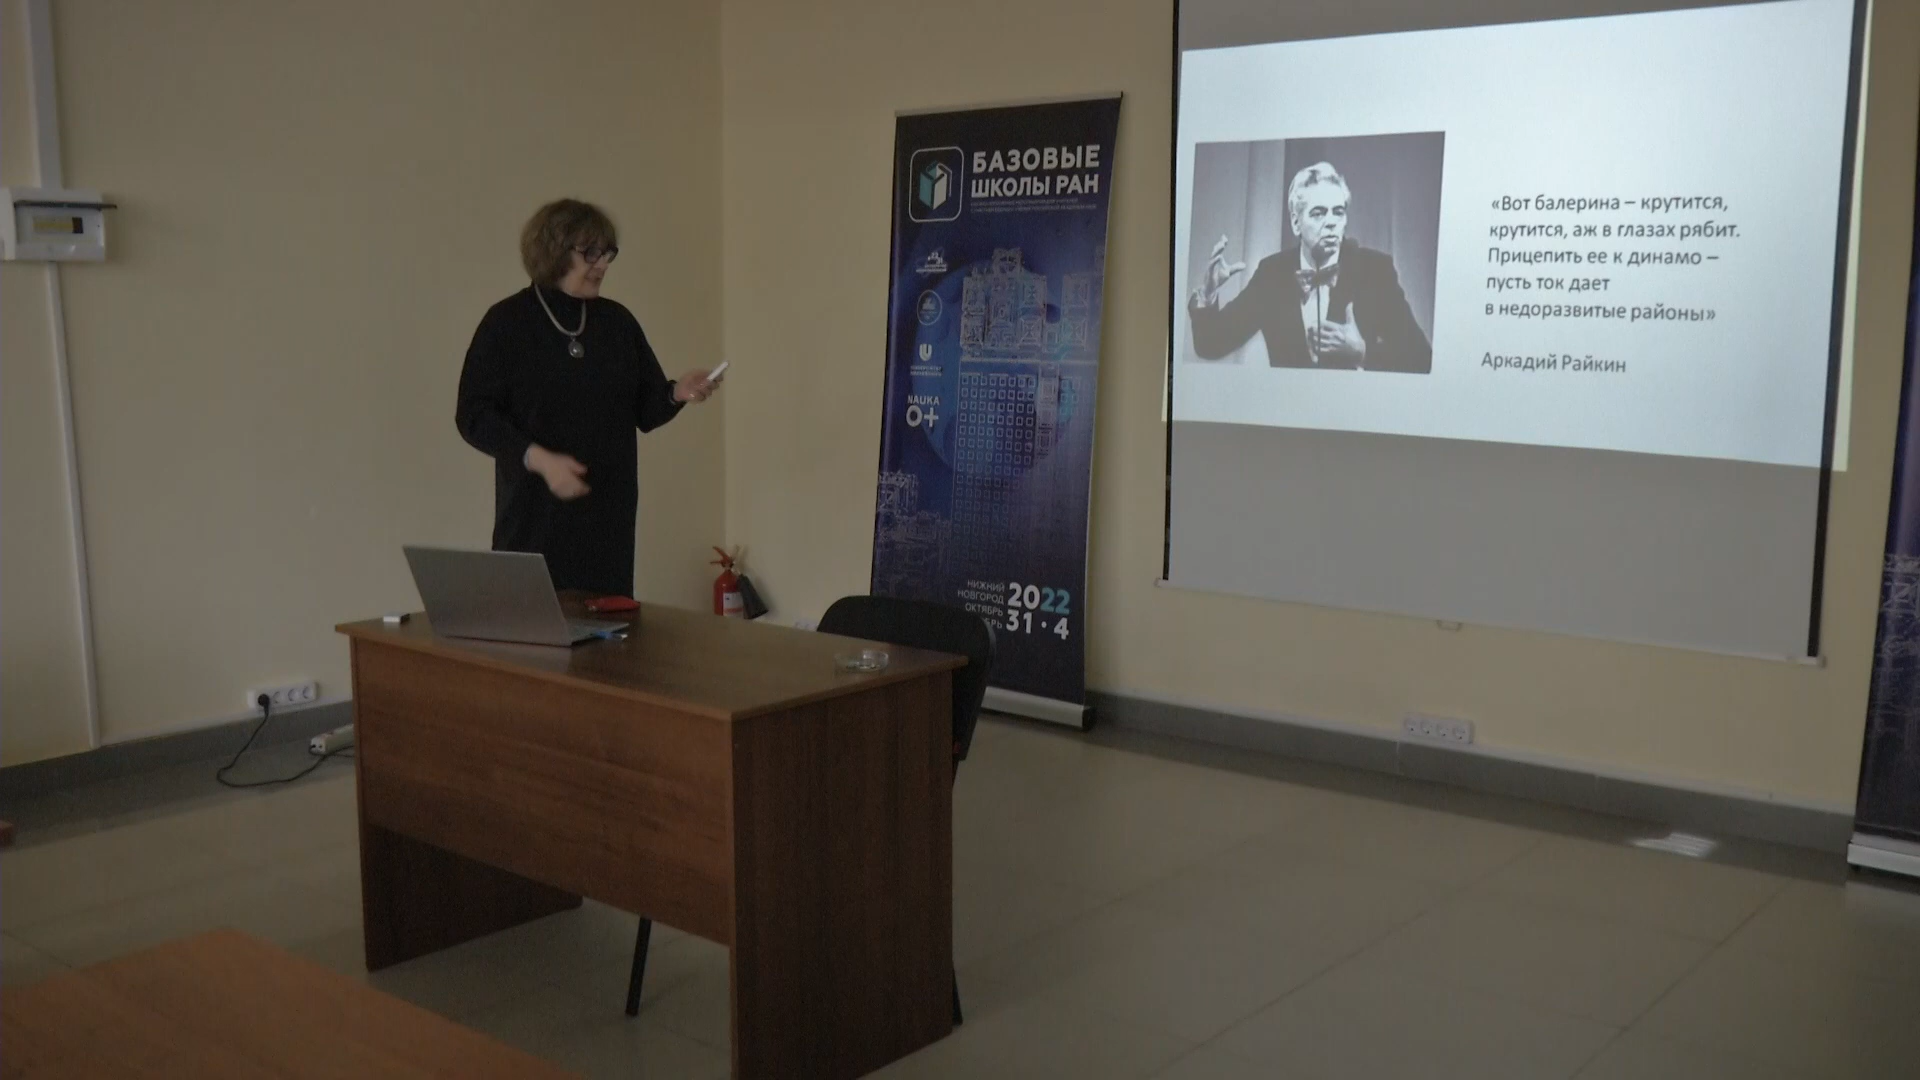 БАЗОВЫЕ
ШКОЛЫ РАН
NAUKA
0+
НИЖНИЙ
НОВГОРОД
ОКТЯБРЬ
2022
31 · 4
«Вот балерина – крутится,
крутится, аж в глазах рябит.
Прицепить ее к динамо –
пусть ток дает
в недоразвитые районы»
Аркадий Райкин